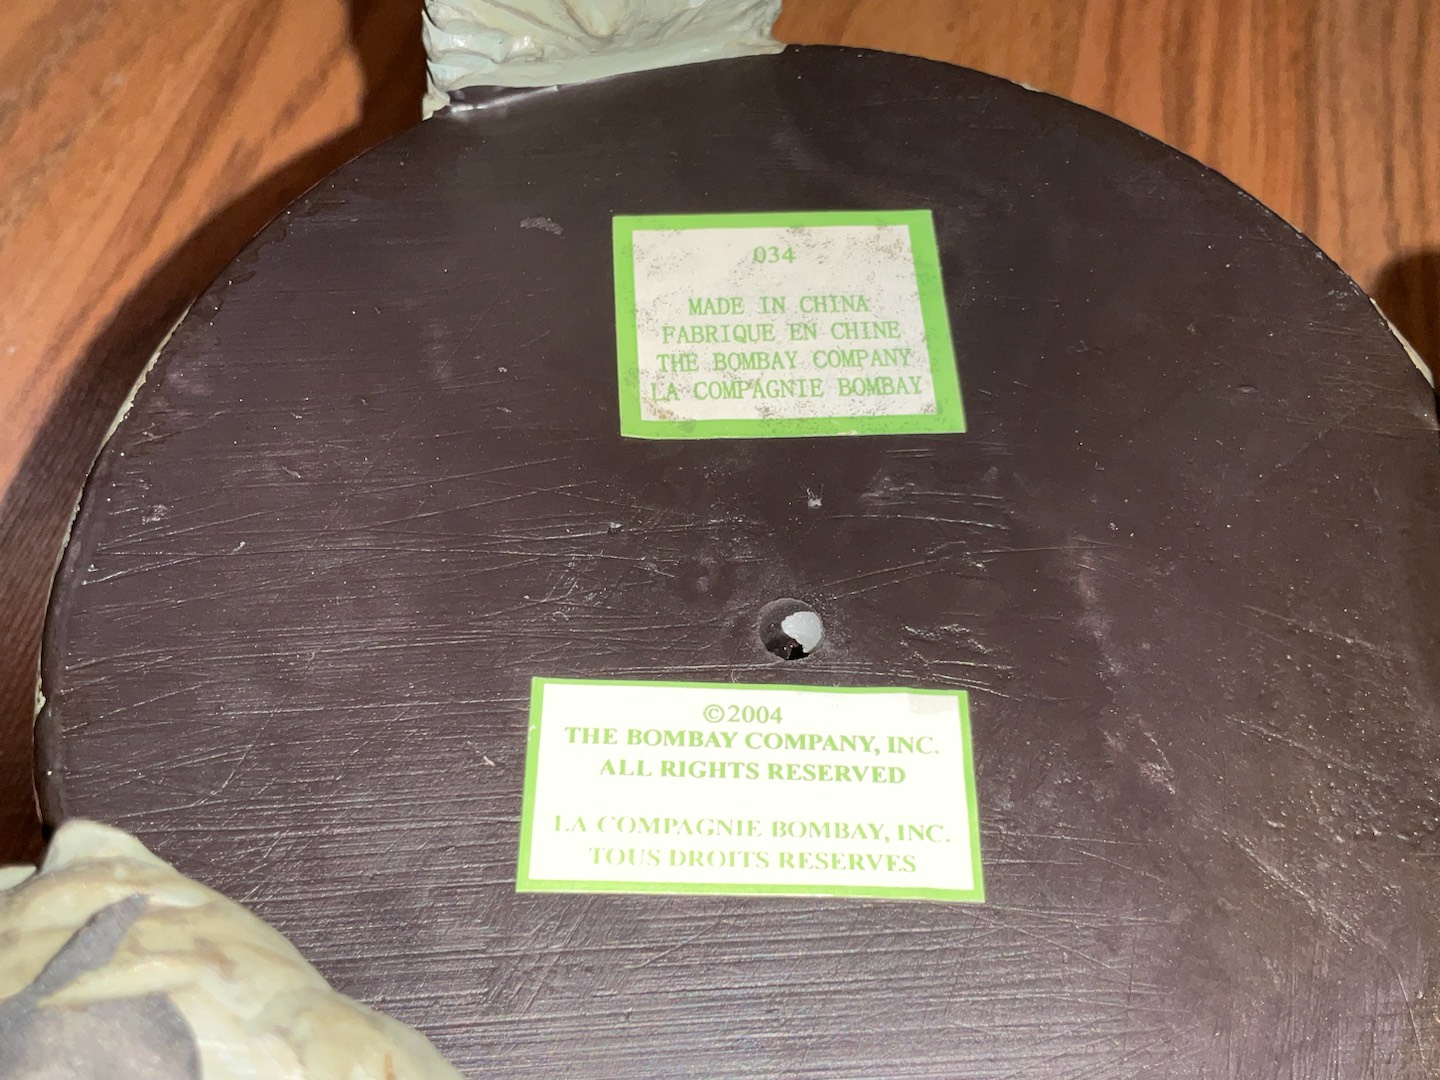 034
MADE IN CHINA
FABRIQUE EN CHINE
THE BOMBAY COMPANY
LA COMPAGNIE BOMBAY
©2004
THE BOMBAY COMPANY, INC.
ALL RIGHTS RESERVED
LA COMPAGNIE BOMBAY, INC.
TOUS DROITS RESERVES